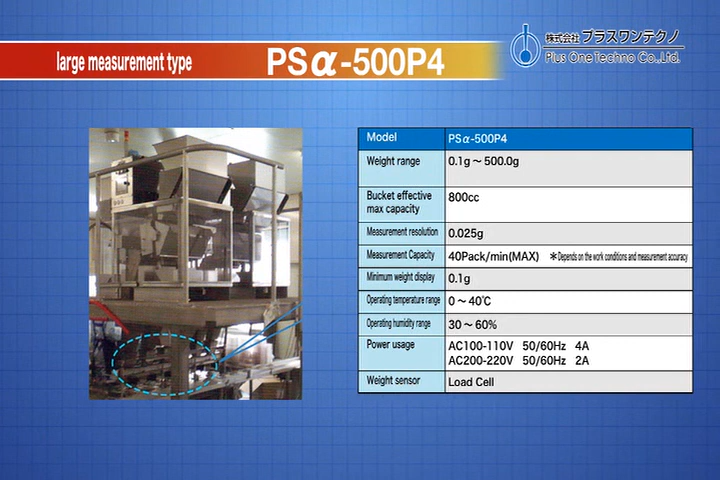 large measurement type
PSα-500P4
株式会社 プラスワンテクノ
Plus One Techno Co.,Ltd.
Model PSα-500P4
Weight range 0.1g～500.0g
Bucket effective
max capacity 800cc
Measurement resolution 0.025g
Measurement Capacity 40Pack/min(MAX) ＊Depends on the work conditions and measurement accuracy
Minimum weight display 0.1g
Operating temperature range 0～40℃
Operating humidity range 30～60%
Power usage AC100-110V 50/60Hz 4A
AC200-220V 50/60Hz 2A
Weight sensor Load Cell